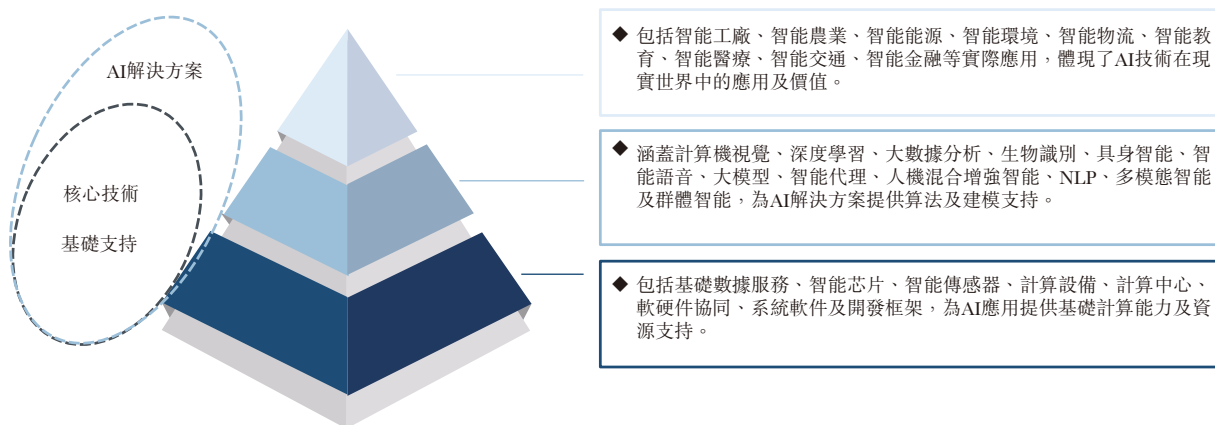 AI解決方案
核心技術
基礎支持
◆ 包括智能工廠、智能農業、智能能源、智能環境、智能物流、智能教
育、智能醫療、智能交通、智能金融等實際應用，體現了AI技術在現
實世界中的應用及價值。
◆ 涵蓋計算機視覺、深度學習、大數據分析、生物識別、具身智能、智
能語音、大模型、智能代理、人機混合增強智能、NLP、多模態智能
及群體智能，為AI解決方案提供算法及建模支持。
◆ 包括基礎數據服務、智能芯片、智能傳感器、計算設備、計算中心、
軟硬件協同、系統軟件及開發框架，為AI應用提供基礎計算能力及資
源支持。